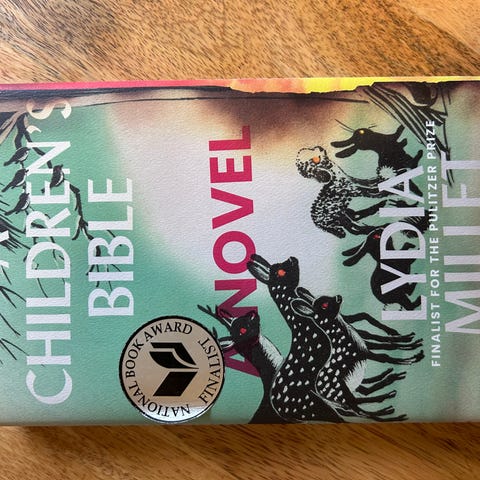 A
CHILDREN'S
BIBLE
A NOVEL
NATIONAL BOOK AWARD
FINALIST
LYDIA
FINALIST FOR THE PULITZER PRIZE
MILLET